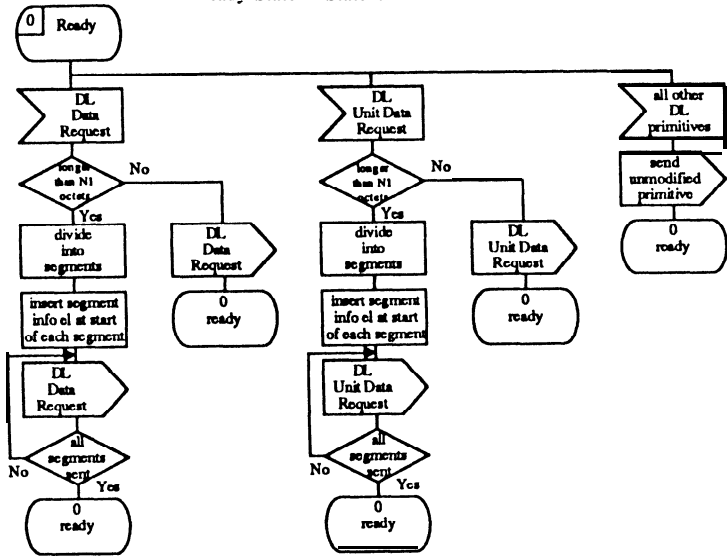 0
Ready
DL
Data
Request
DL
Unit Data
Request
all other
DL
primitives
longer
than N1
octets
No
Yes
longer
than N1
octets
No
Yes
send
unmodified
primitive
divide
into
segments
DL
Data
Request
divide
into
segments
DL
Unit Data
Request
0
ready
insert segment
info el at start
of each segment
0
ready
insert segment
info el at start
of each segment
0
ready
DL
Data
Request
DL
Unit Data
Request
all
segments
sent
No
Yes
all
segments
sent
No
Yes
0
ready
0
ready